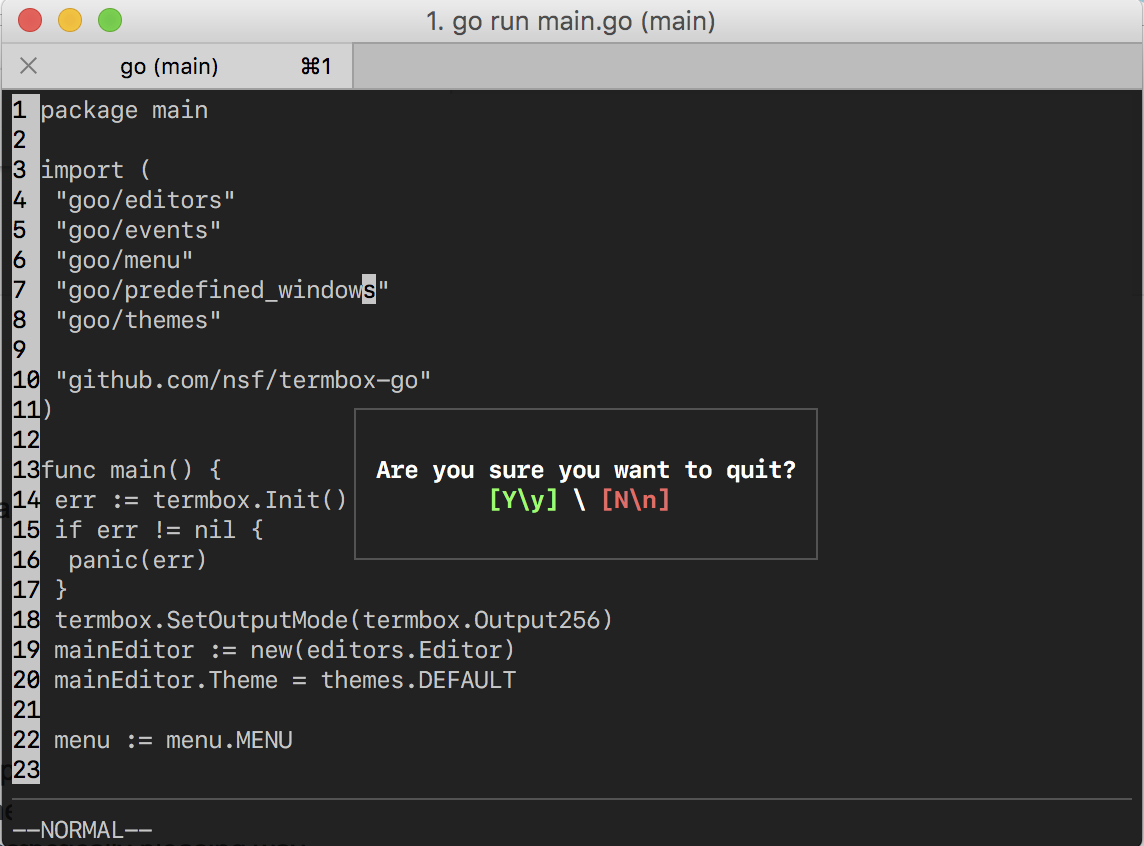 1. go run main.go (main)
go (main) ⌘1
1 package main
2
3 import (
4 "goo/editors"
5 "goo/events"
6 "goo/menu"
7 "goo/predefined_windows"
8 "goo/themes"
9
10 "github.com/nsf/termbox-go"
11)
12
13func main() {
14 err := termbox.Init()
15 if err != nil {
16 panic(err)
17 }
18 termbox.SetOutputMode(termbox.Output256)
19 mainEditor := new(editors.Editor)
20 mainEditor.Theme = themes.DEFAULT
21
22 menu := menu.MENU
23
Are you sure you want to quit?
[Y\y] \ [N\n]
--NORMAL--